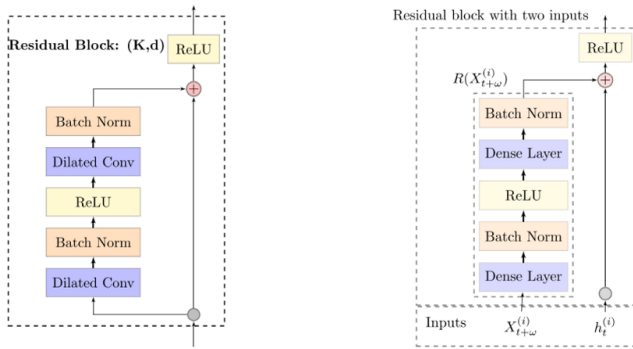 Residual Block: (K,d)
ReLU
+
Batch Norm
Dilated Conv
ReLU
Batch Norm
Dilated Conv
Residual block with two inputs
ReLU
R(X_{t+ω}^{(i)})
+
Batch Norm
Dense Layer
ReLU
Batch Norm
Dense Layer
Inputs X_{t+ω}^{(i)} h_t^{(i)}